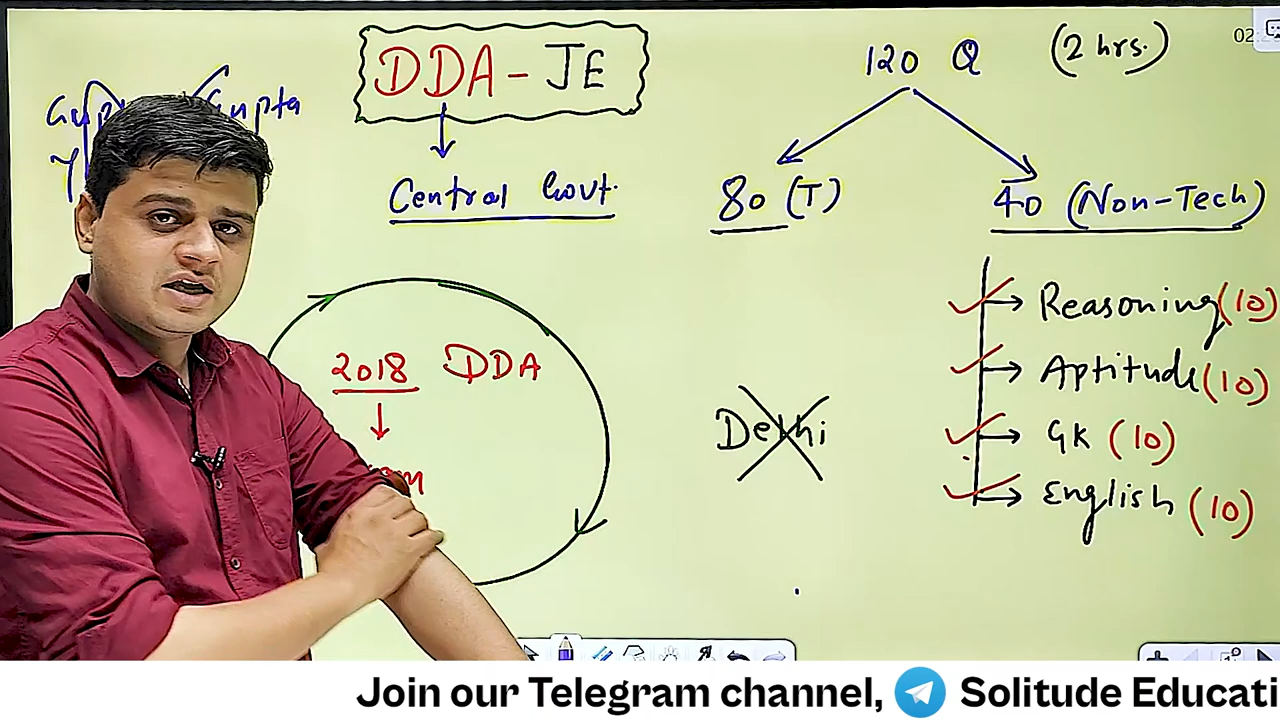 DDA - JE
120 Q (2 hrs.)
02:
Gupta
Central Govt.
80 (T)
40 (Non-Tech)
Reasoning (10)
2018 DDA
Aptitude (10)
Delhi
GK (10)
English (10)
Join our Telegram channel, Solitude Educati